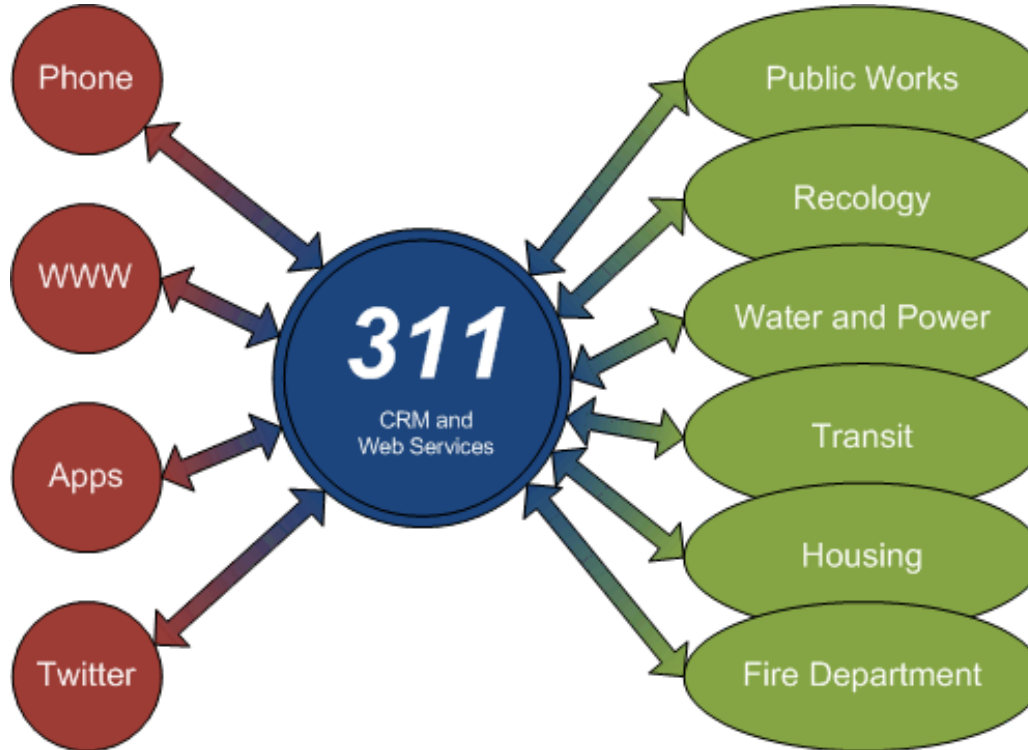 Phone
WWW
Apps
Twitter
311
CRM and
Web Services
Public Works
Recology
Water and Power
Transit
Housing
Fire Department